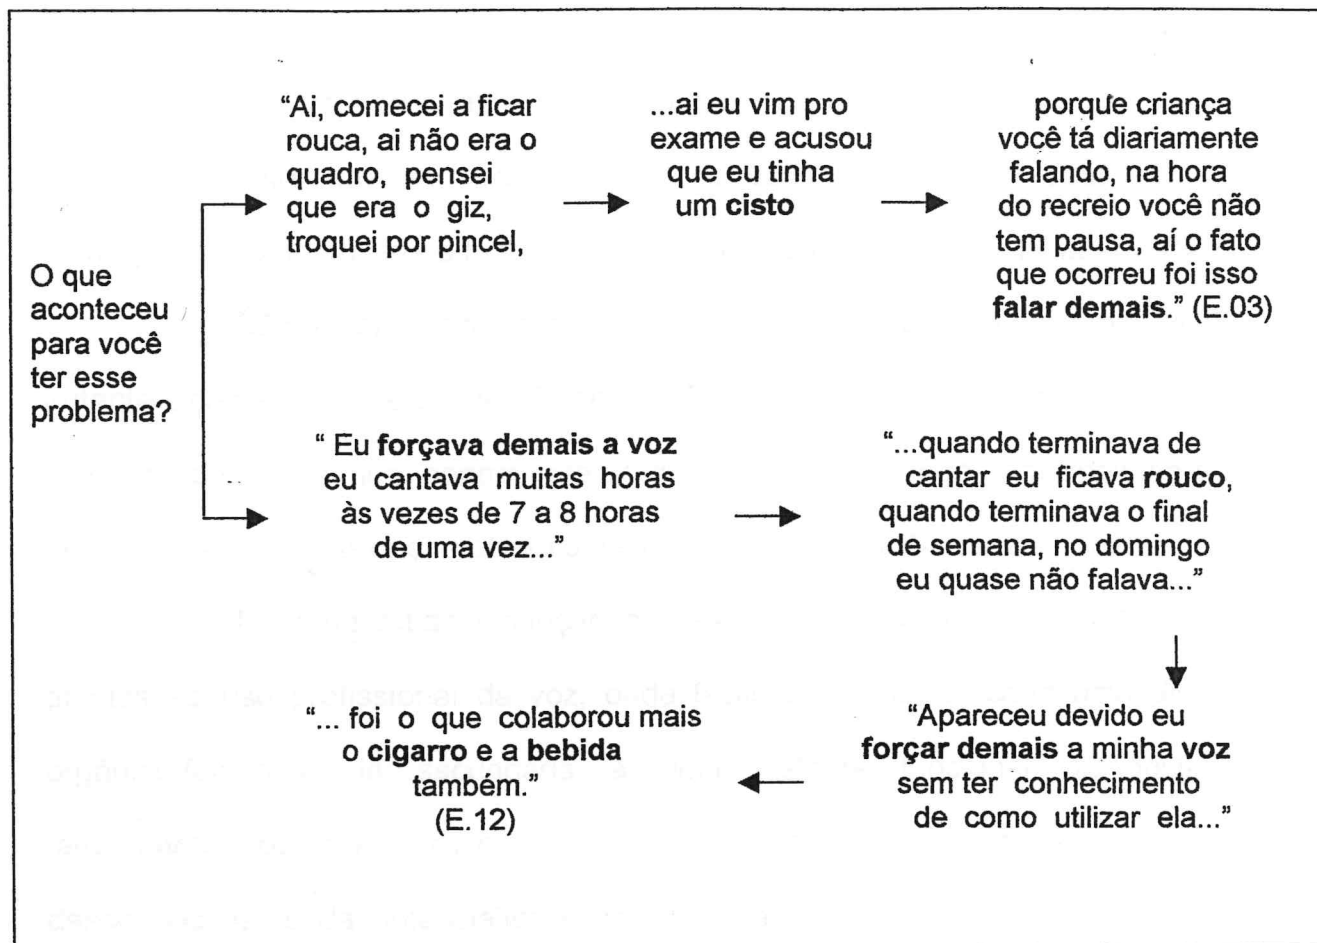 O que
aconteceu
para você
ter esse
problema?
“Ai, comecei a ficar
rouca, ai não era o
quadro, pensei
que era o giz,
troquei por pincel,
...ai eu vim pro
exame e acusou
que eu tinha
um cisto
porque criança
você tá diariamente
falando, na hora
do recreio você não
tem pausa, aí o fato
que ocorreu foi isso
falar demais.” (E.03)
“ Eu forçava demais a voz
eu cantava muitas horas
às vezes de 7 a 8 horas
de uma vez...”
“...quando terminava de
cantar eu ficava rouco,
quando terminava o final
de semana, no domingo
eu quase não falava...”
“Apareceu devido eu
forçar demais a minha voz
sem ter conhecimento
de como utilizar ela...”
“... foi o que colaborou mais
o cigarro e a bebida
também.”
(E.12)